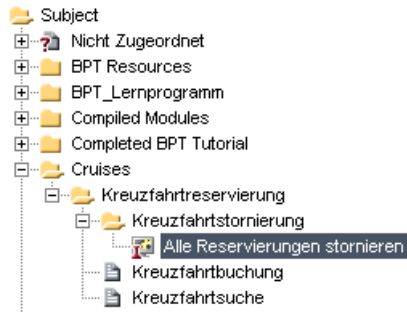 Subject
Nicht Zugeordnet
BPT Resources
BPT_Lernprogramm
Compiled Modules
Completed BPT Tutorial
Cruises
Kreuzfahrtreservierung
Kreuzfahrtstornierung
Alle Reservierungen stornieren
Kreuzfahrtbuchung
Kreuzfahrtsuche